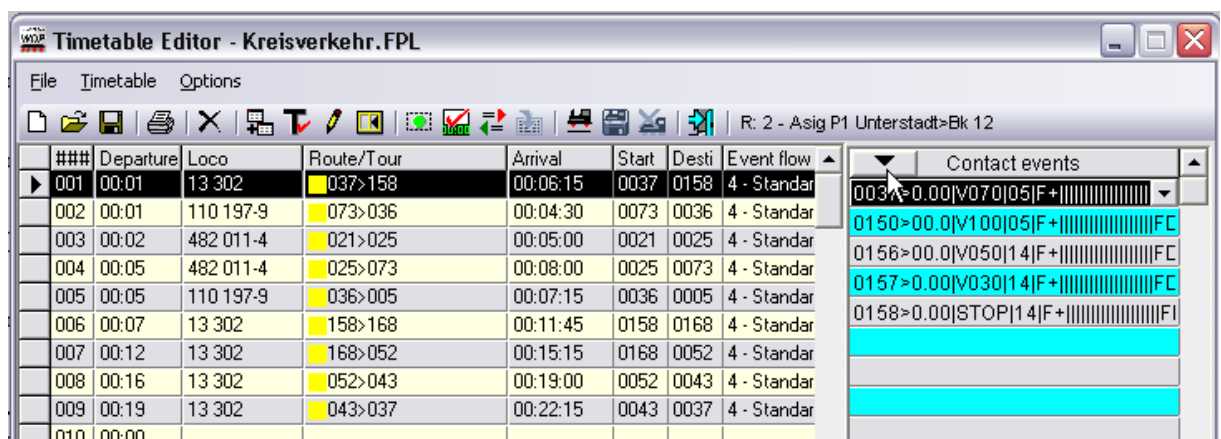 Timetable Editor - Kreisverkehr.FPL
File Timetable Options
R: 2 - Asig P1 Unterstadt>Bk 12
### Departure Loco Route/Tour Arrival Start Desti Event flow Contact events
001 00:01 13 302 037>158 00:06:15 0037 0158 4 - Standar
002 00:01 110 197-9 073>036 00:04:30 0073 0036 4 - Standar
003 00:02 482 011-4 021>025 00:05:00 0021 0025 4 - Standar
004 00:05 482 011-4 025>073 00:08:00 0025 0073 4 - Standar
005 00:05 110 197-9 036>005 00:07:15 0036 0005 4 - Standar
006 00:07 13 302 158>168 00:11:45 0158 0168 4 - Standar
007 00:12 13 302 168>052 00:15:15 0168 0052 4 - Standar
008 00:16 13 302 052>043 00:19:00 0052 0043 4 - Standar
009 00:19 13 302 043>037 00:22:15 0043 0037 4 - Standar
010 00:00
0150>00.0|V100|05|F+||||||||||||||||||FD
0156>00.0|V050|14|F+||||||||||||||||||FD
0157>0.00|V030|14|F+||||||||||||||||||FD
0158>0.00|STOP|14|F+||||||||||||||||||FI